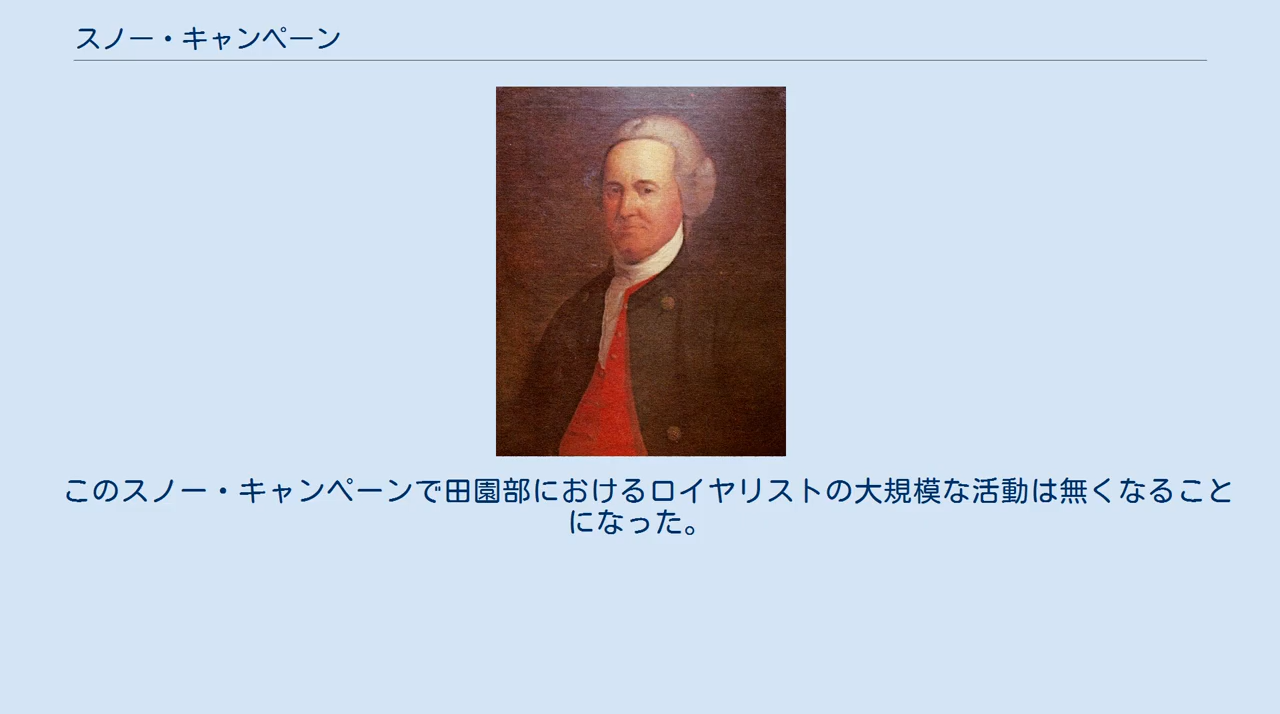 スノー・キャンペーン
このスノー・キャンペーンで田園部におけるロイヤリストの大規模な活動は無くなること
になった。